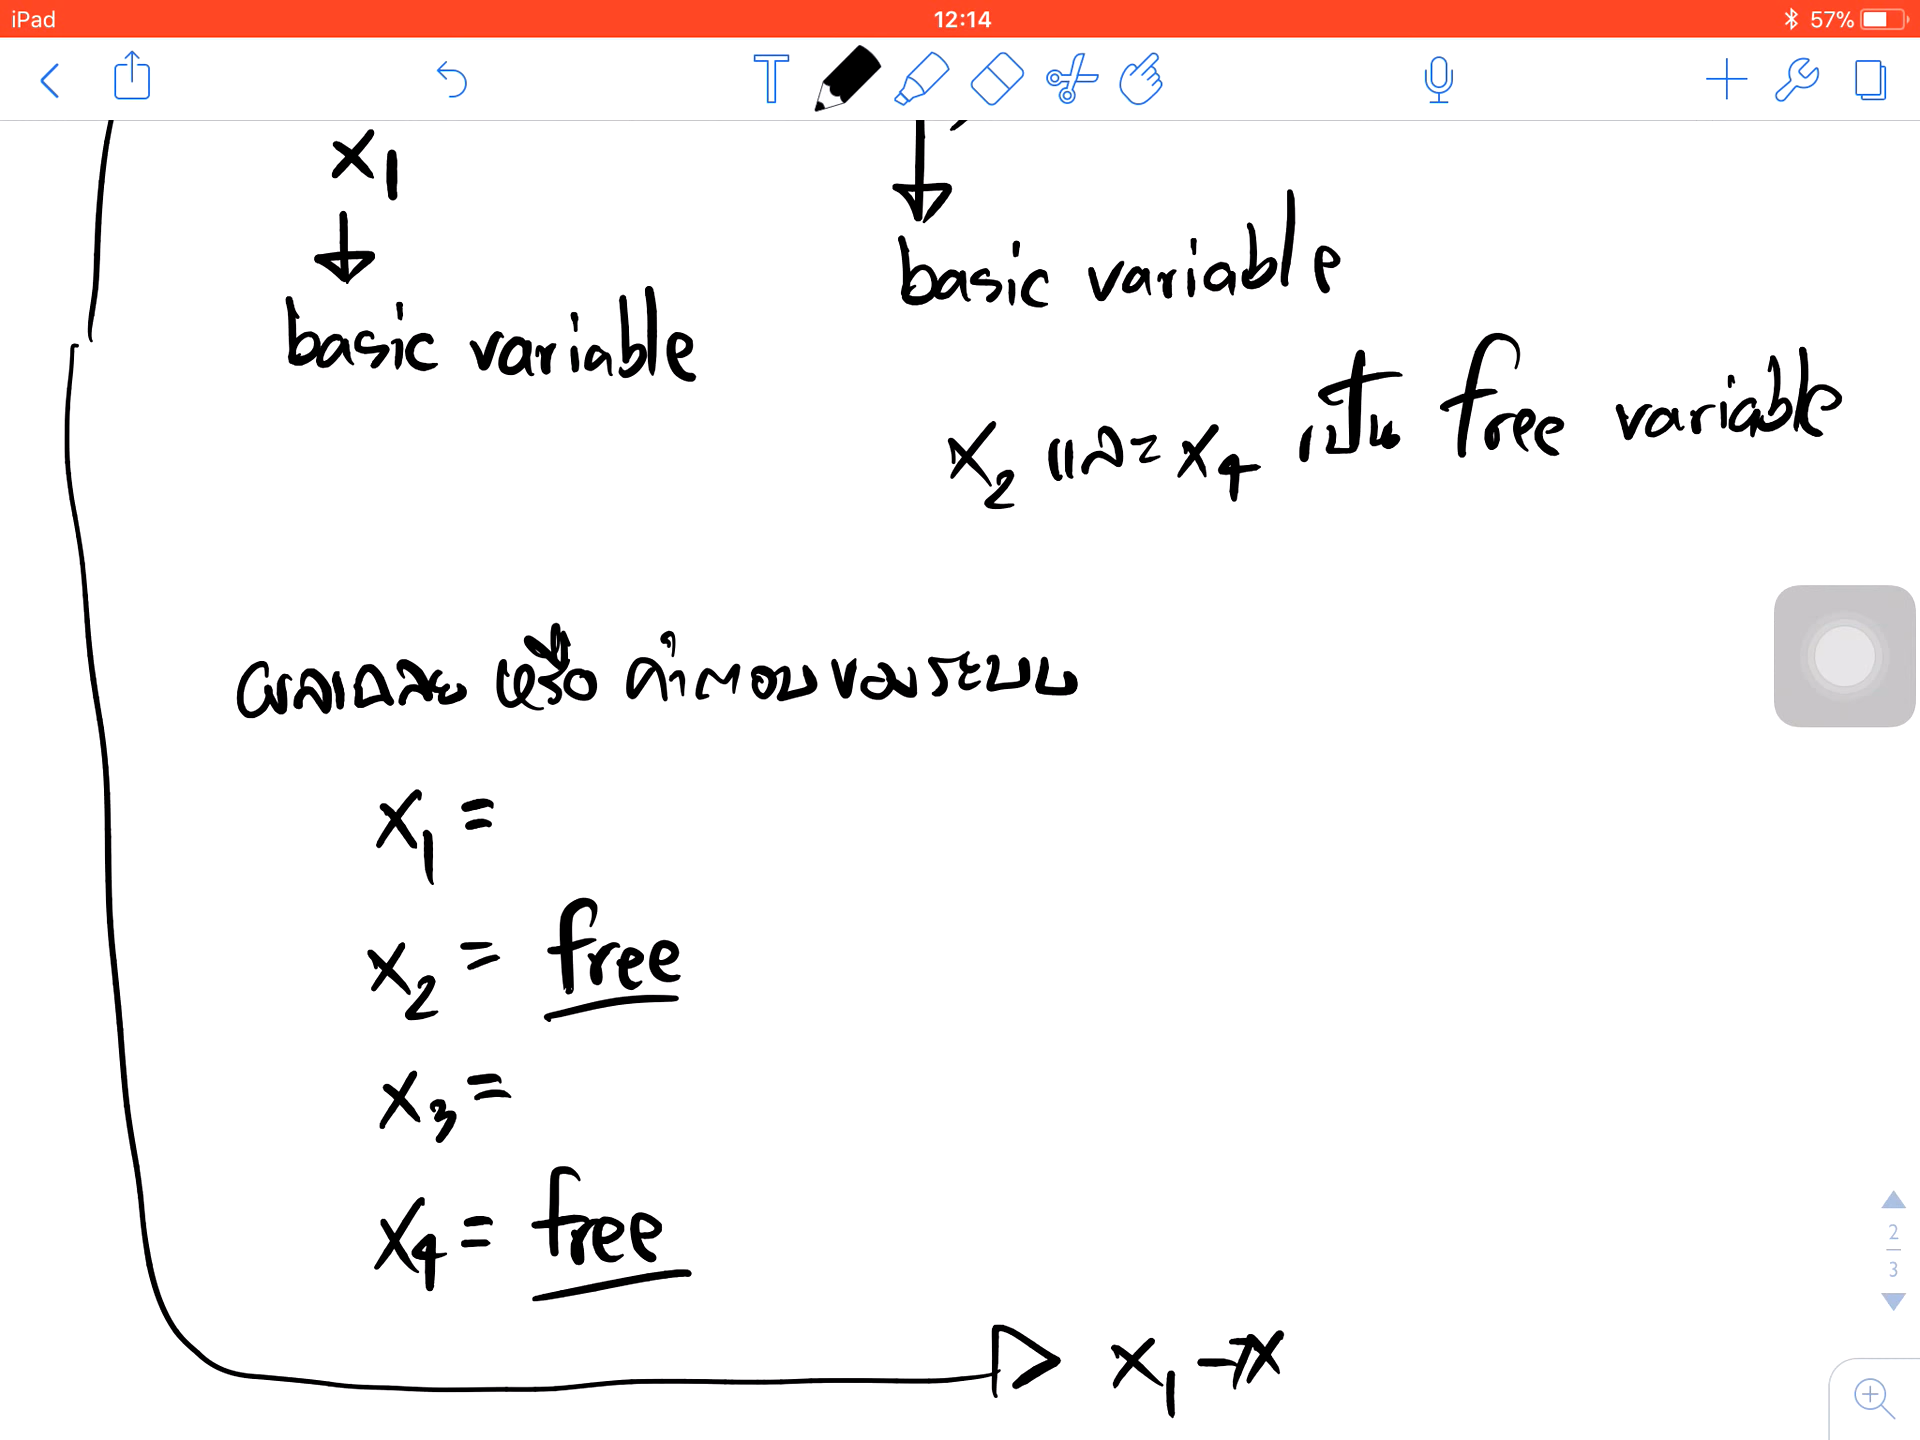 iPad 12:14 57%
T
x₁
basic variable
basic variable
x₂ และ x₄ เป็น free variable
ผลเฉลย หรือ คำตอบของระบบ
x₁ =
x₂ = free
x₃ =
x₄ = free
2
3
x₁ -7x